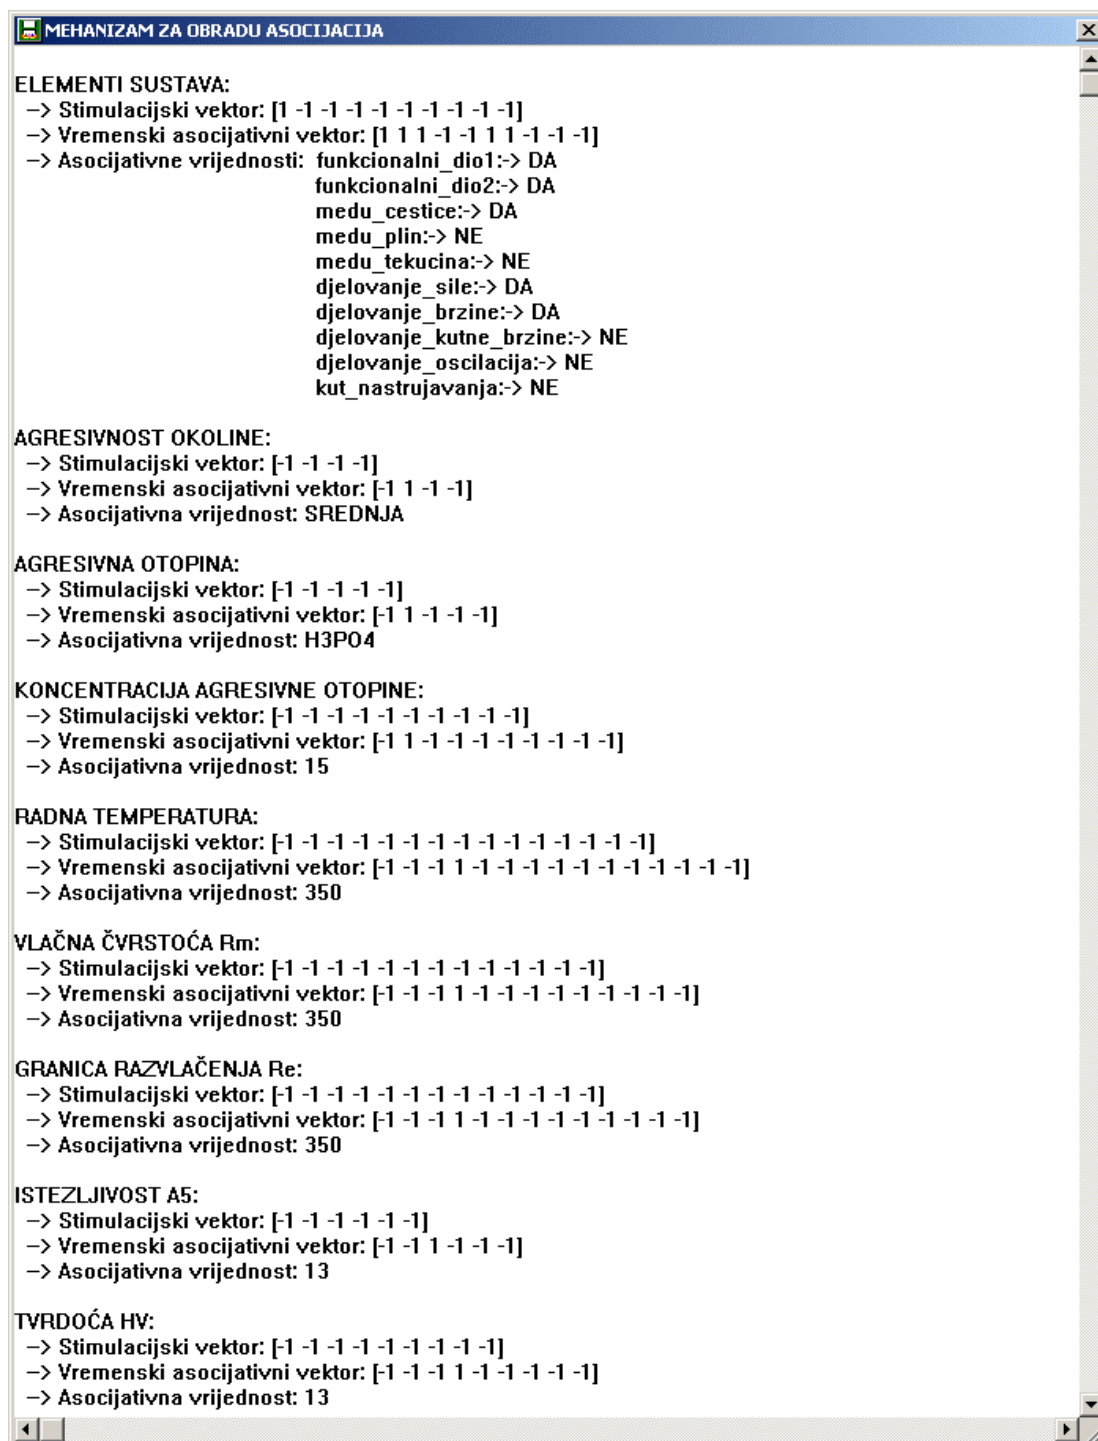 MEHANIZAM ZA OBRADU ASOCIJACIJA
ELEMENTI SUSTAVA:
--> Stimulacijski vektor: [1 -1 -1 -1 -1 -1 -1 -1 -1 -1]
--> Vremenski asocijativni vektor: [1 1 1 -1 -1 1 1 -1 -1 -1]
--> Asocijativne vrijednosti: funkcionalni_dio1:-> DA
funkcionalni_dio2:-> DA
medu_cestice:-> DA
medu_plin:-> NE
medu_tekucina:-> NE
djelovanje_sile:-> DA
djelovanje_brzine:-> DA
djelovanje_kutne_brzine:-> NE
djelovanje_oscilacija:-> NE
kut_nastrujavanja:-> NE
AGRESIVNOST OKOLINE:
--> Stimulacijski vektor: [-1 -1 -1 -1]
--> Vremenski asocijativni vektor: [-1 1 -1 -1]
--> Asocijativna vrijednost: SREDNJA
AGRESIVNA OTOPINA:
--> Stimulacijski vektor: [-1 -1 -1 -1 -1]
--> Vremenski asocijativni vektor: [-1 1 -1 -1 -1]
--> Asocijativna vrijednost: H3PO4
KONCENTRACIJA AGRESIVNE OTOPINE:
--> Stimulacijski vektor: [-1 -1 -1 -1 -1 -1 -1 -1 -1 -1]
--> Vremenski asocijativni vektor: [-1 1 -1 -1 -1 -1 -1 -1 -1 -1]
--> Asocijativna vrijednost: 15
RADNA TEMPERATURA:
--> Stimulacijski vektor: [-1 -1 -1 -1 -1 -1 -1 -1 -1 -1 -1 -1 -1 -1 -1]
--> Vremenski asocijativni vektor: [-1 -1 -1 1 -1 -1 -1 -1 -1 -1 -1 -1 -1 -1 -1]
--> Asocijativna vrijednost: 350
VLAČNA ČVRSTOĆA Rm:
--> Stimulacijski vektor: [-1 -1 -1 -1 -1 -1 -1 -1 -1 -1 -1 -1 -1]
--> Vremenski asocijativni vektor: [-1 -1 -1 1 -1 -1 -1 -1 -1 -1 -1 -1 -1]
--> Asocijativna vrijednost: 350
GRANICA RAZVLAČENJA Re:
--> Stimulacijski vektor: [-1 -1 -1 -1 -1 -1 -1 -1 -1 -1 -1 -1 -1]
--> Vremenski asocijativni vektor: [-1 -1 -1 1 -1 -1 -1 -1 -1 -1 -1 -1 -1]
--> Asocijativna vrijednost: 350
ISTEZLJIVOST A5:
--> Stimulacijski vektor: [-1 -1 -1 -1 -1 -1]
--> Vremenski asocijativni vektor: [-1 -1 1 -1 -1 -1]
--> Asocijativna vrijednost: 13
TVRDOĆA HV:
--> Stimulacijski vektor: [-1 -1 -1 -1 -1 -1 -1 -1 -1]
--> Vremenski asocijativni vektor: [-1 -1 -1 1 -1 -1 -1 -1 -1]
--> Asocijativna vrijednost: 13